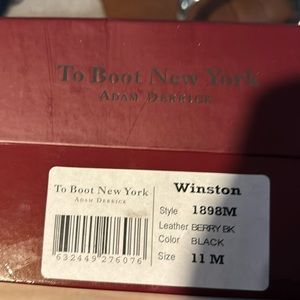 To Boot New York
ADAM DERRICK
To Boot New York
ADAM DERRICK
632449 276076
Winston
Style 1898M
Leather BERRY BK
Color BLACK
Size 11 M